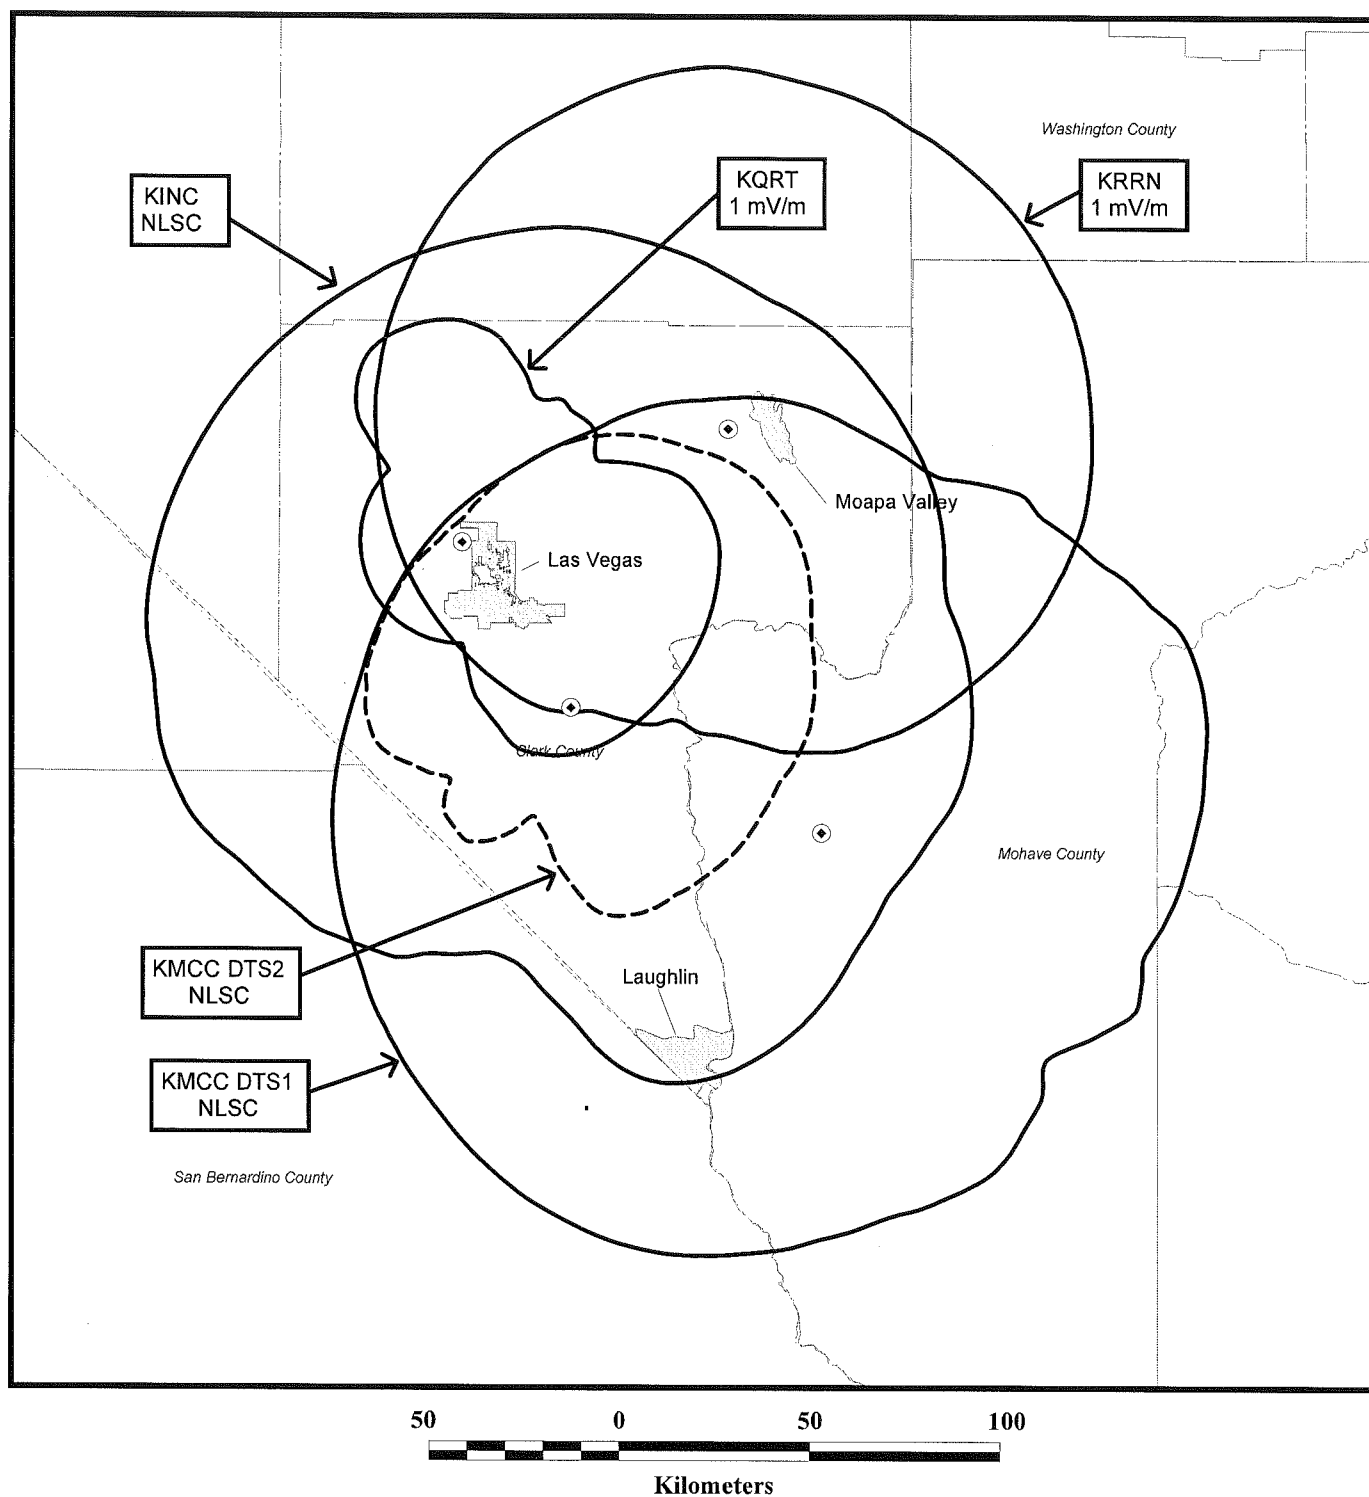 Washington County
KINC
NLSC
KQRT
1 mV/m
KRRN
1 mV/m
Moapa Valley
Las Vegas
Clark County
Mohave County
KMCC DTS2
NLSC
Laughlin
KMCC DTS1
NLSC
San Bernardino County
50 0 50 100
Kilometers